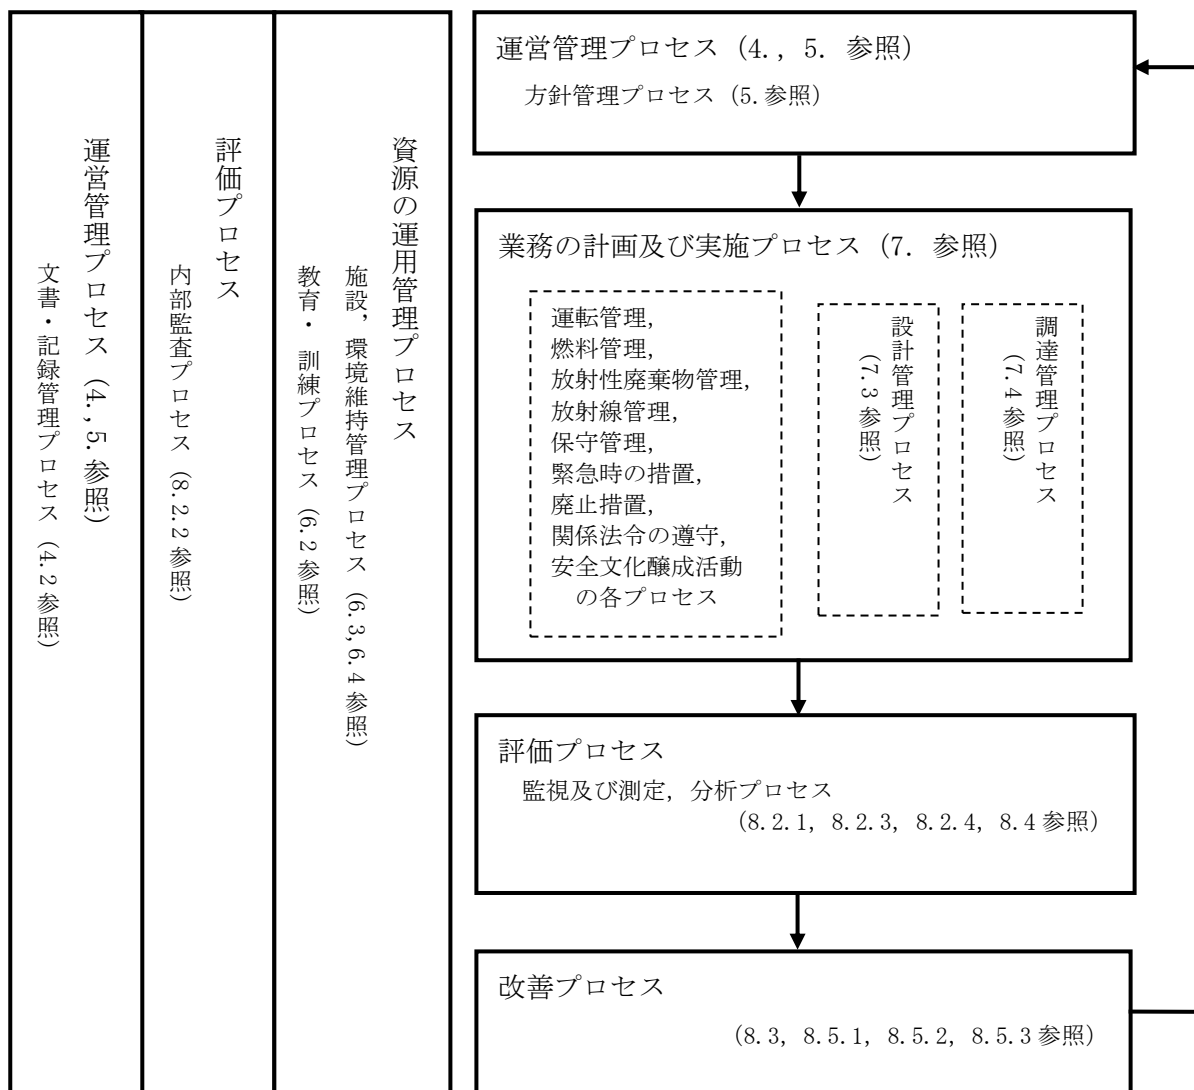 運営管理プロセス (4.,5.参照)
文書・記録管理プロセス (4.2参照)
評価プロセス
内部監査プロセス (8.2.2参照)
資源の運用管理プロセス
施設,環境維持管理プロセス (6.3,6.4参照)
教育・訓練プロセス (6.2参照)
運営管理プロセス (4., 5. 参照)
方針管理プロセス (5.参照)
業務の計画及び実施プロセス (7. 参照)
運転管理,
燃料管理,
放射性廃棄物管理,
放射線管理,
保守管理,
緊急時の措置,
廃止措置,
関係法令の遵守,
安全文化醸成活動
の各プロセス
設計管理プロセス
(7.3参照)
調達管理プロセス
(7.4参照)
評価プロセス
監視及び測定, 分析プロセス
(8.2.1, 8.2.3, 8.2.4, 8.4参照)
改善プロセス
(8.3, 8.5.1, 8.5.2, 8.5.3参照)